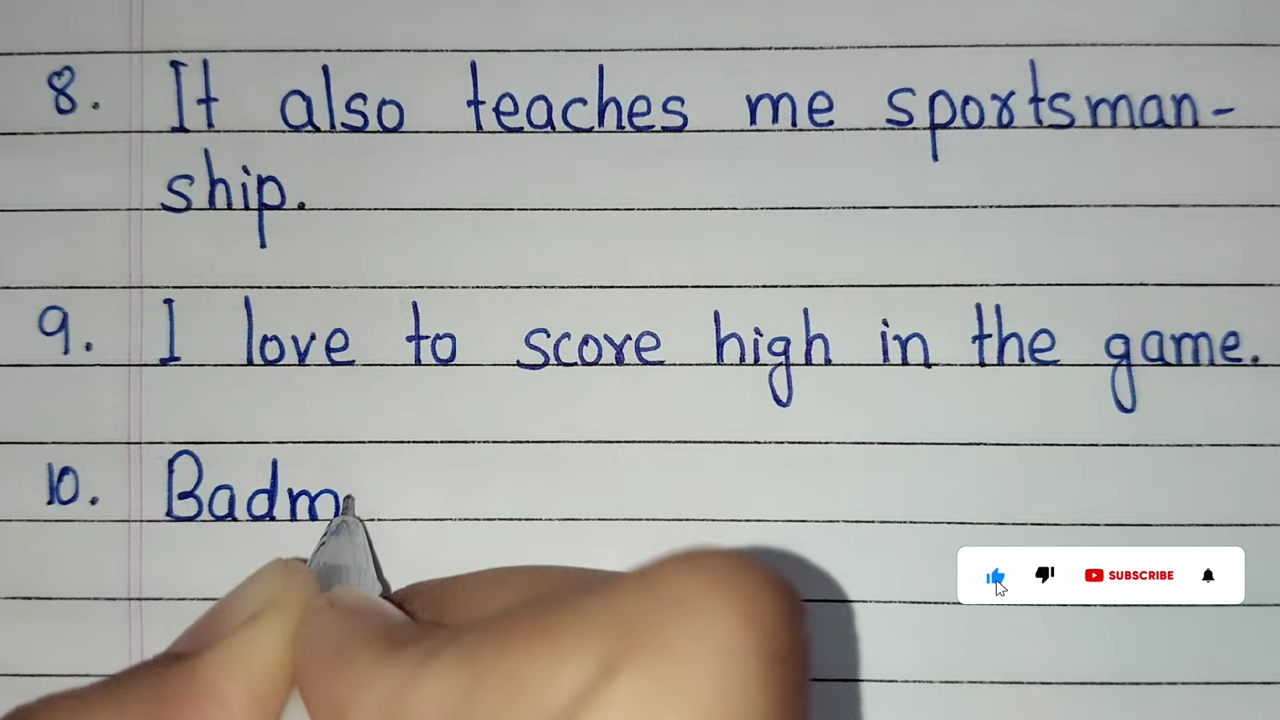 8. It also teaches me sportsman-
ship.
9. I love to score high in the game.
10. Badm
SUBSCRIBE